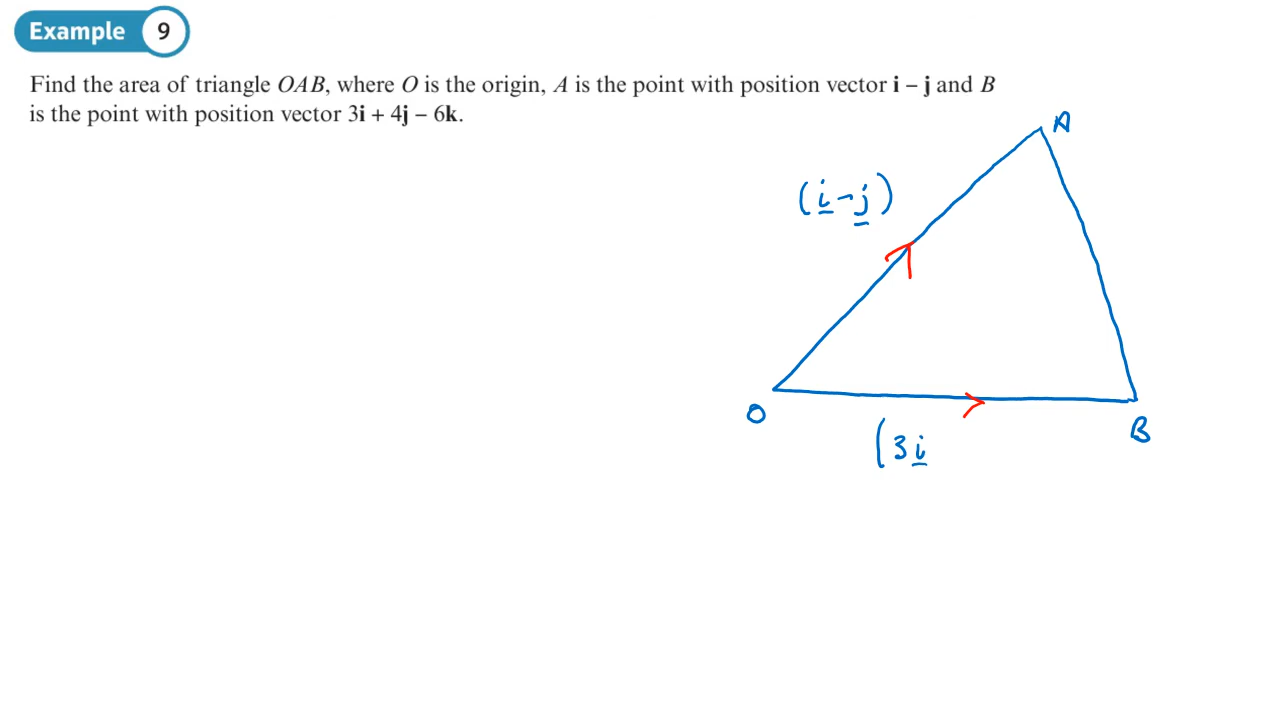 Example 9
Find the area of triangle OAB, where O is the origin, A is the point with position vector i – j and B
is the point with position vector 3i + 4j – 6k.
A
(i-j)
O
B
(3i